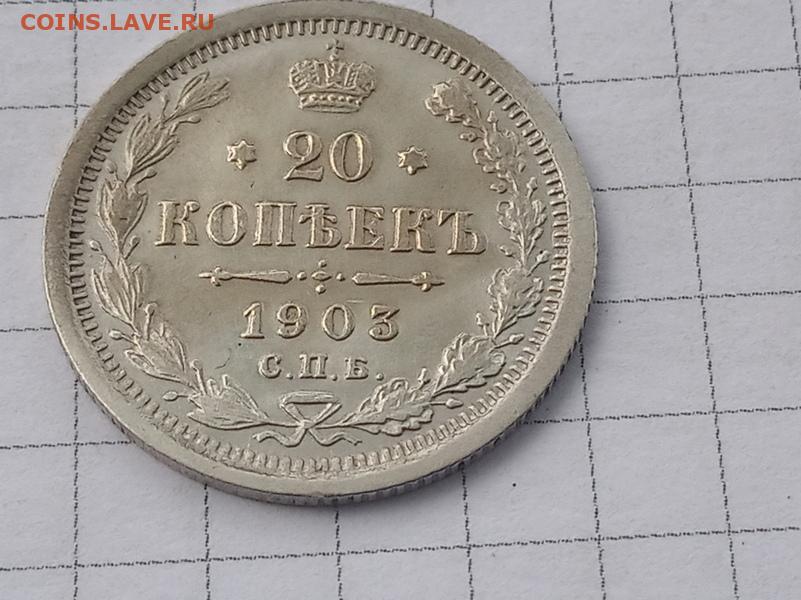 COINS.LAVE.RU
20
КОПѢЕКЪ
1903
С.П.Б.